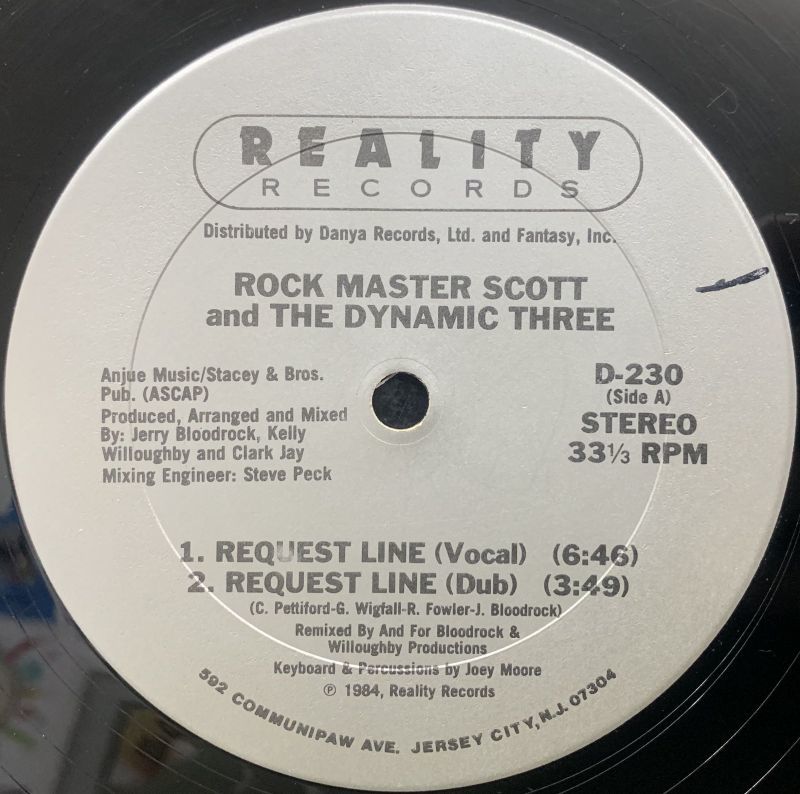 REALITY
RECORDS
Distributed by Danya Records, Ltd. and Fantasy, Inc.
ROCK MASTER SCOTT
and THE DYNAMIC THREE
Anjue Music/Stacey & Bros.
Pub. (ASCAP)
Produced, Arranged and Mixed
By: Jerry Bloodrock, Kelly
Willoughby and Clark Jay
Mixing Engineer: Steve Peck
D-230
(Side A)
STEREO
33⅓ RPM
1. REQUEST LINE (Vocal) (6:46)
2. REQUEST LINE (Dub) (3:49)
(C. Pettiford-G. Wigfall-R. Fowler-J. Bloodrock)
Remixed By And For Bloodrock &
Willoughby Productions
Keyboard & Percussions by Joey Moore
℗ 1984, Reality Records
592 COMMUNIPAW AVE. JERSEY CITY, N.J. 07304